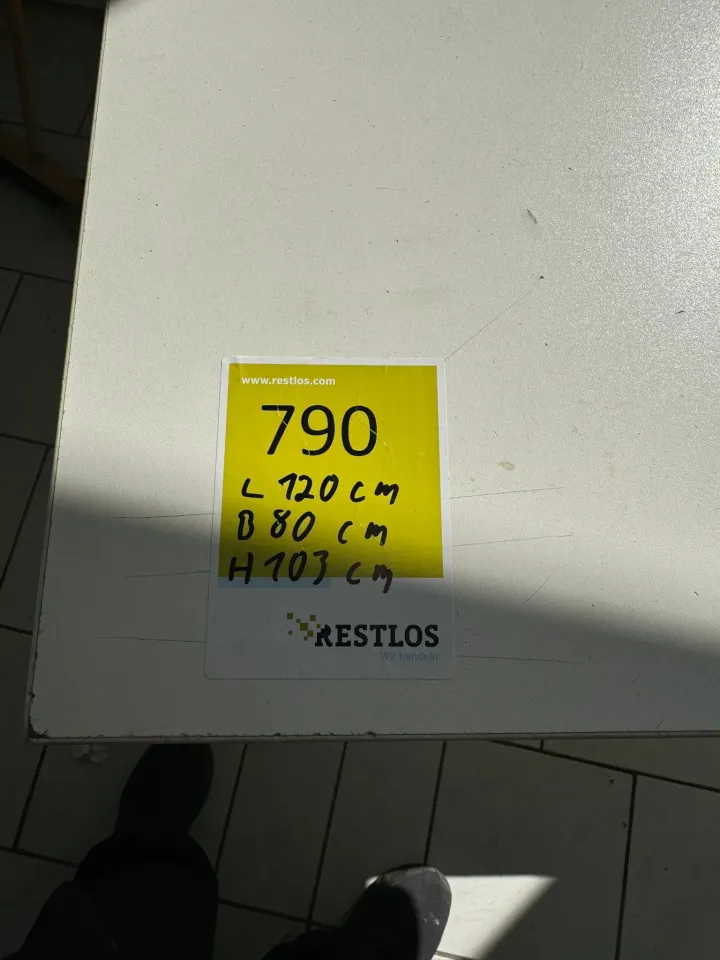 www.restlos.com
790
L 120 cm
B 80 cm
H 103 cm
RESTLOS
Wir handeln